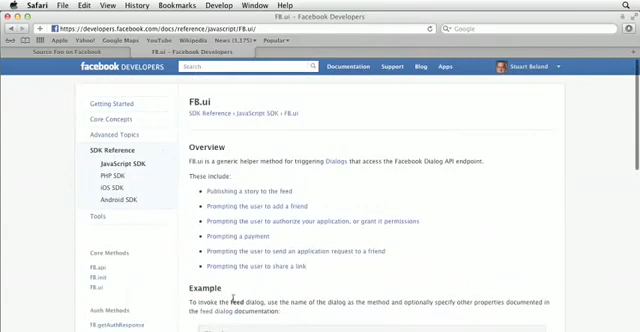 Safari File Edit View History Bookmarks Develop Window Help
FB.ui - Facebook Developers
https://developers.facebook.com/docs/reference/javascript/FB.ui/
Google
Apple Yahoo! Google Maps YouTube Wikipedia News (1,175) Popular
Source Foo on Facebook FB.ui - Facebook Developers
facebook DEVELOPERS Search Documentation Support Blog Apps Stuart Beland
Getting Started
Core Concepts
Advanced Topics
SDK Reference
JavaScript SDK
PHP SDK
iOS SDK
Android SDK
Tools
Core Methods
FB.api
FB.init
FB.ui
Auth Methods
FB.getAuthResponse
FB.ui
SDK Reference › JavaScript SDK › FB.ui
Overview
FB.ui is a generic helper method for triggering Dialogs that access the Facebook Dialog API endpoint.
These include:
• Publishing a story to the feed
• Prompting the user to add a friend
• Prompting the user to authorize your application, or grant it permissions
• Prompting a payment
• Prompting the user to send an application request to a friend
• Prompting the user to share a link
Example
To invoke the feed dialog, use the name of the dialog as the method and optionally specify other properties documented in
the feed dialog documentation: